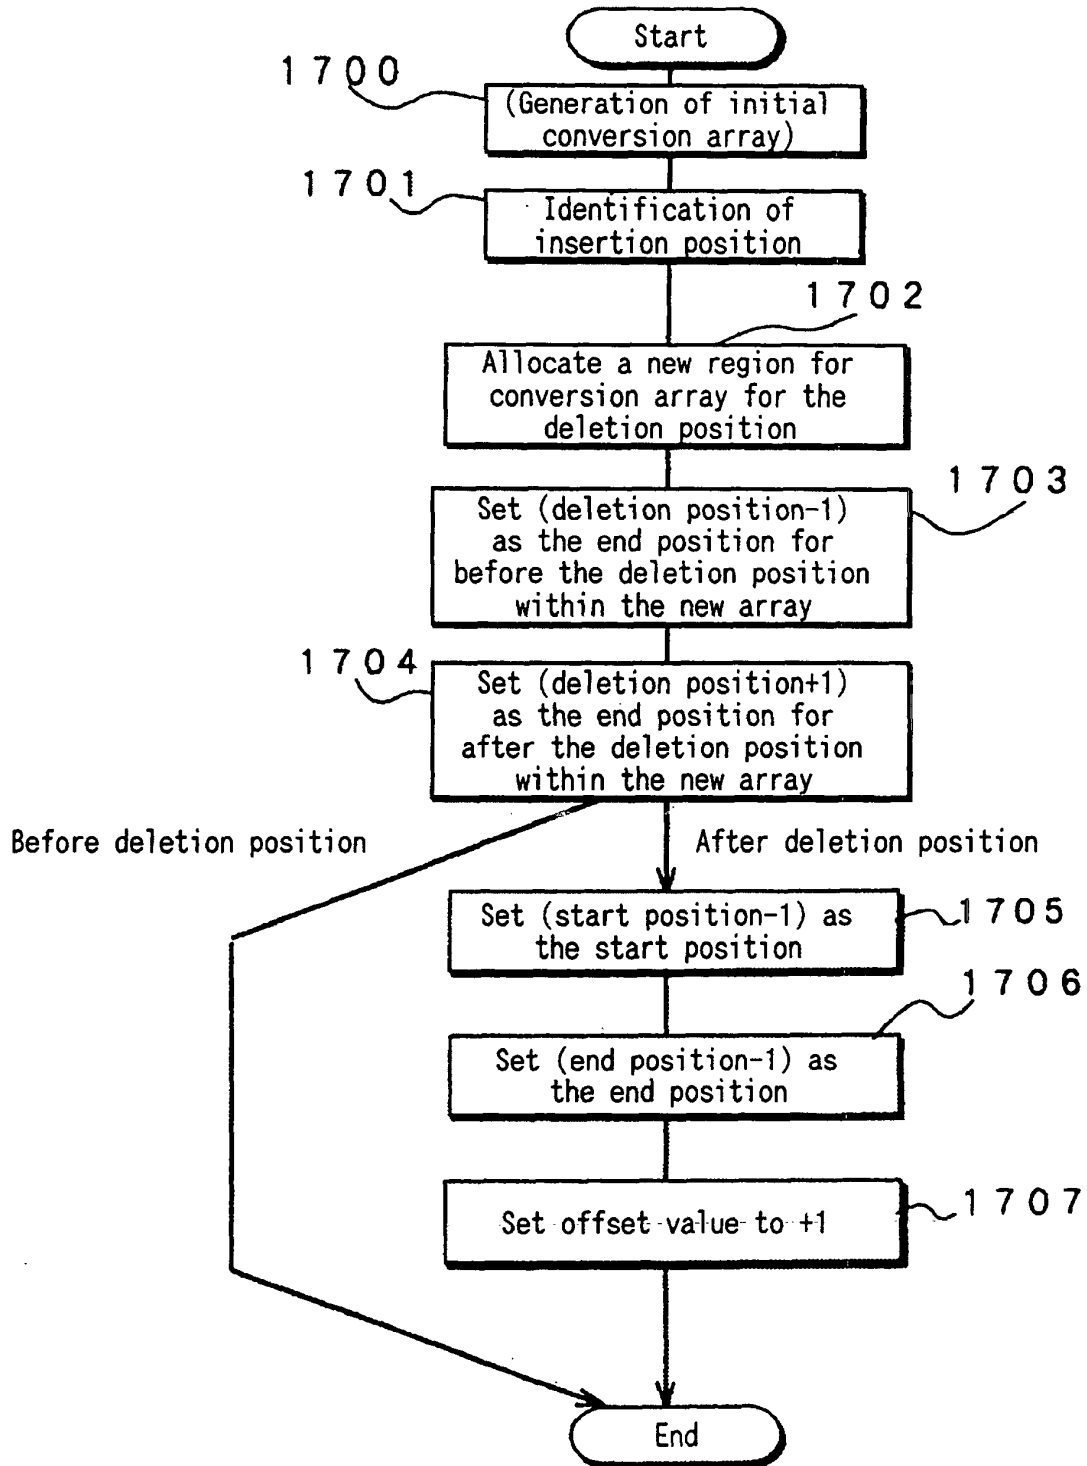 Start
1700
(Generation of initial
conversion array)
1701
Identification of
insertion position
1702
Allocate a new region for
conversion array for the
deletion position
1703
Set (deletion position-1)
as the end position for
before the deletion position
within the new array
1704
Set (deletion position+1)
as the end position for
after the deletion position
within the new array
Before deletion position
After deletion position
Set (start position-1) as
the start position
1705
1706
Set (end position-1) as
the end position
Set offset value to +1
1707
End